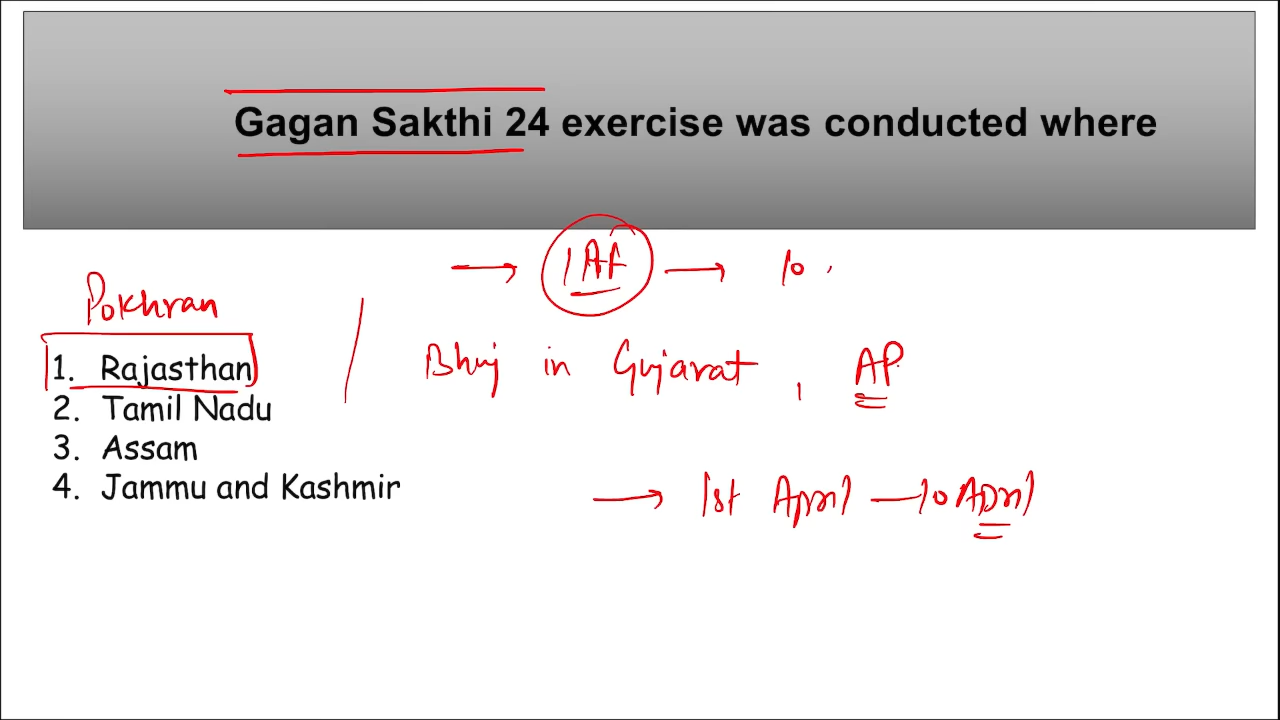 Gagan Sakthi 24 exercise was conducted where
IAF 10
Pokhran
1. Rajasthan
Bhuj in Gujarat, AP
2. Tamil Nadu
3. Assam
4. Jammu and Kashmir
1st April 10 April